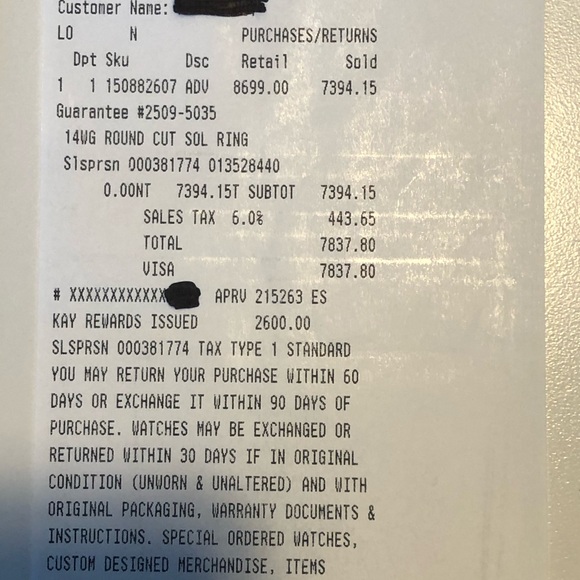 Customer Name:
LO N PURCHASES/RETURNS
Dpt Sku Dsc Retail Sold
1 1 150882607 ADV 8699.00 7394.15
Guarantee #2509-5035
14WG ROUND CUT SOL RING
Slsprsn 000381774 013528440
0.00NT 7394.15T SUBTOT 7394.15
SALES TAX 6.0% 443.65
TOTAL 7837.80
VISA 7837.80
# XXXXXXXXXXXX APRV 215263 ES
KAY REWARDS ISSUED 2600.00
SLSPRSN 000381774 TAX TYPE 1 STANDARD
YOU MAY RETURN YOUR PURCHASE WITHIN 60
DAYS OR EXCHANGE IT WITHIN 90 DAYS OF
PURCHASE. WATCHES MAY BE EXCHANGED OR
RETURNED WITHIN 30 DAYS IF IN ORIGINAL
CONDITION (UNWORN & UNALTERED) AND WITH
ORIGINAL PACKAGING, WARRANTY DOCUMENTS &
INSTRUCTIONS. SPECIAL ORDERED WATCHES,
CUSTOM DESIGNED MERCHANDISE, ITEMS